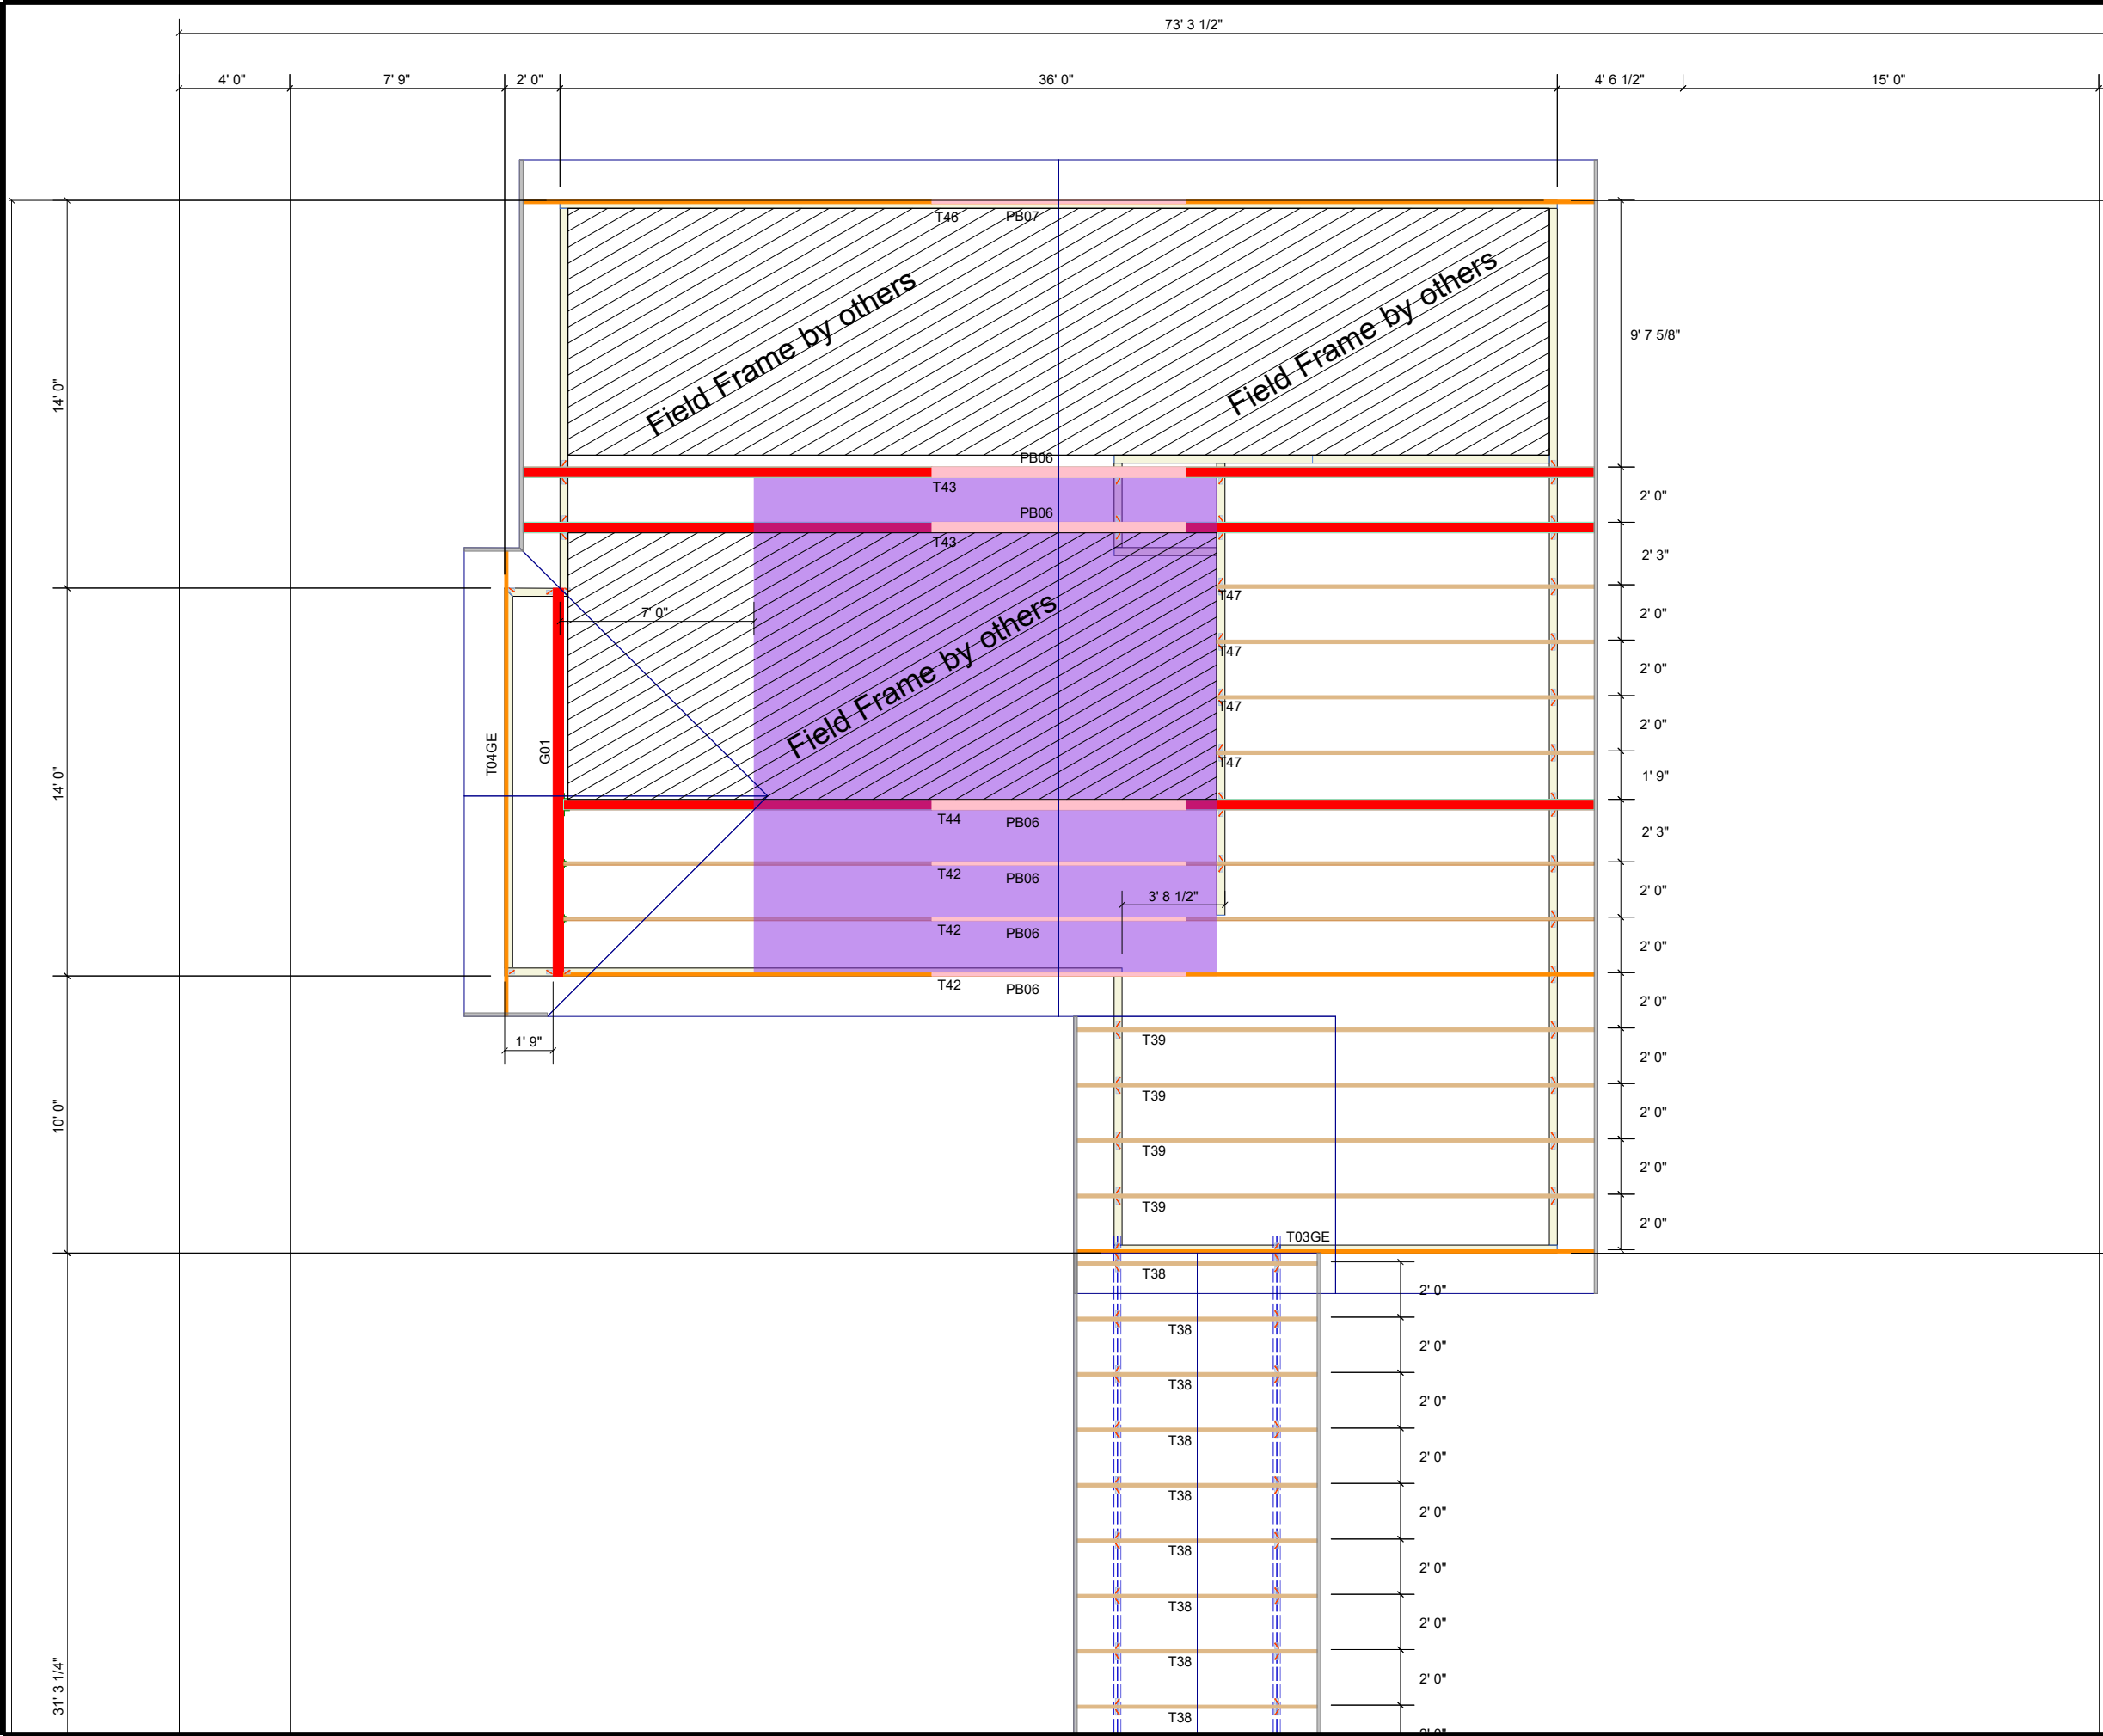 73' 3 1/2"
4' 0"
7' 9"
2' 0"
36' 0"
4' 6 1/2"
15' 0"
T46
PB07
Field Frame by others
Field Frame by others
9' 7 5/8"
14' 0"
PB06
T43
2' 0"
PB06
T43
2' 3"
T47
7' 0"
2' 0"
Field Frame by others
T47
2' 0"
T47
2' 0"
T04GE
G01
14' 0"
T47
1' 9"
T44
PB06
2' 3"
T42
PB06
2' 0"
3' 8 1/2"
T42
PB06
2' 0"
T42
PB06
2' 0"
1' 9"
T39
2' 0"
T39
2' 0"
10' 0"
T39
2' 0"
T39
2' 0"
T03GE
T38
2' 0"
T38
2' 0"
T38
2' 0"
T38
2' 0"
T38
2' 0"
T38
2' 0"
T38
2' 0"
T38
2' 0"
31' 3 1/4"
T38